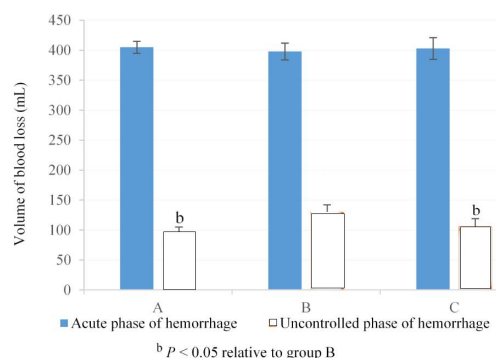 450
400
350
300
250
200
150
100
50
0
Volume of blood loss (mL)
b
b
A B C
Acute phase of hemorrhage Uncontrolled phase of hemorrhage
b P < 0.05 relative to group B